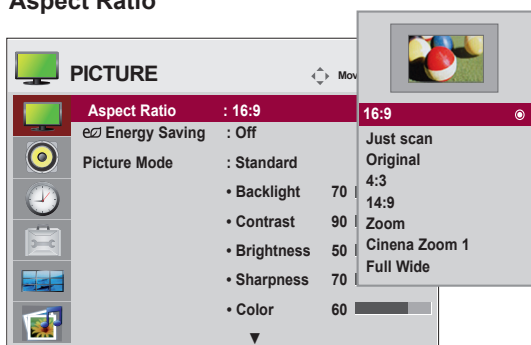 Aspect Ratio
PICTURE
Aspect Ratio : 16:9
Energy Saving : Off
Picture Mode : Standard
• Backlight 70
• Contrast 90
• Brightness 50
• Sharpness 70
• Color 60
16:9
Just scan
Original
4:3
14:9
Zoom
Cinena Zoom 1
Full Wide